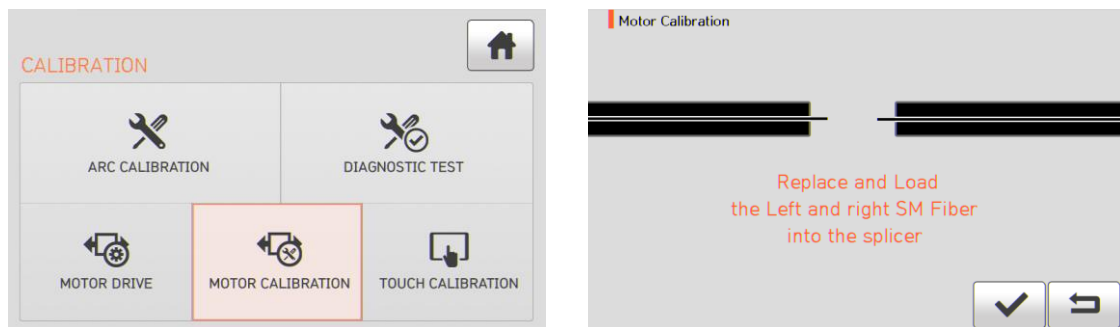 CALIBRATION
ARC CALIBRATION
DIAGNOSTIC TEST
MOTOR DRIVE
MOTOR CALIBRATION
TOUCH CALIBRATION
Motor Calibration
Replace and Load
the Left and right SM Fiber
into the splicer